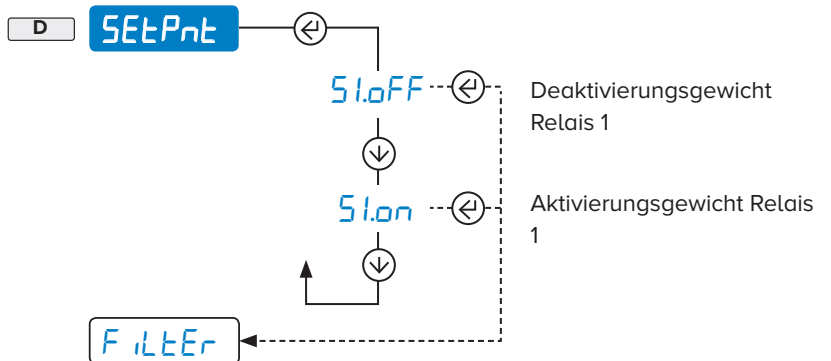 D
SEtPnt
S1.oFF
Deaktivierungsgewicht
Relais 1
S1.on
Aktivierungsgewicht Relais
1
FiLtEr